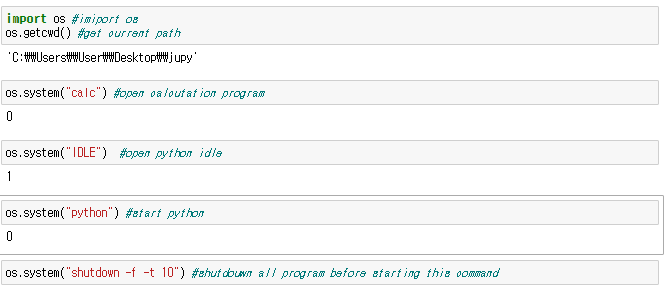 import os #imiport os
os.getcwd() #get current path
'C:₩₩Users₩₩User₩₩Desktop₩₩jupy'
os.system("calc") #open calcutation program
0
os.system("IDLE") #open python idle
1
os.system("python") #start python
0
os.system("shutdown -f -t 10") #shutdouwn all program before starting this command